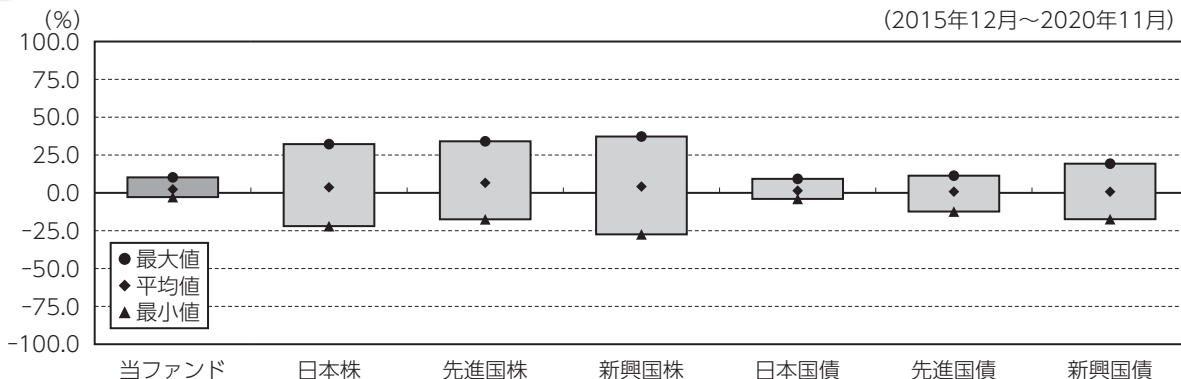 (%)
(2015年12月～2020年11月)
100.0
75.0
50.0
25.0
0.0
-25.0
-50.0
-75.0
-100.0
●最大値
◆平均値
▲最小値
当ファンド 日本株 先進国株 新興国株 日本国債 先進国債 新興国債